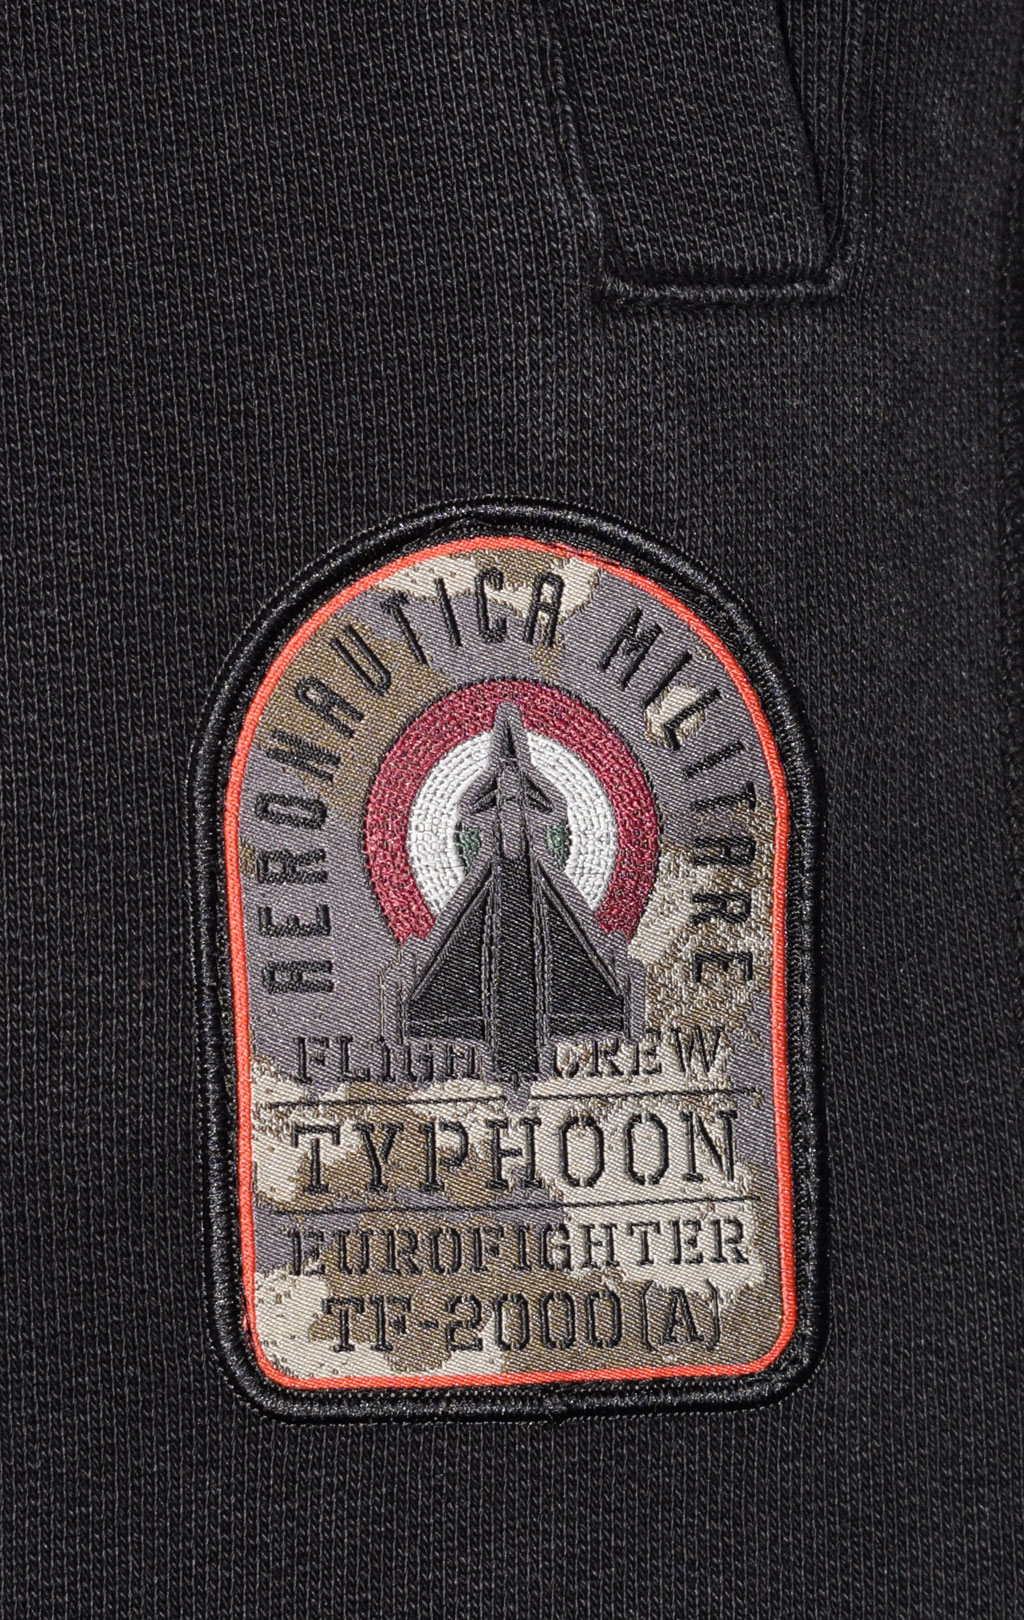 AERONAUTICA MILITARE
FLIGHT CREW
TYPHOON
EUROFIGHTER
TF-2000(A)